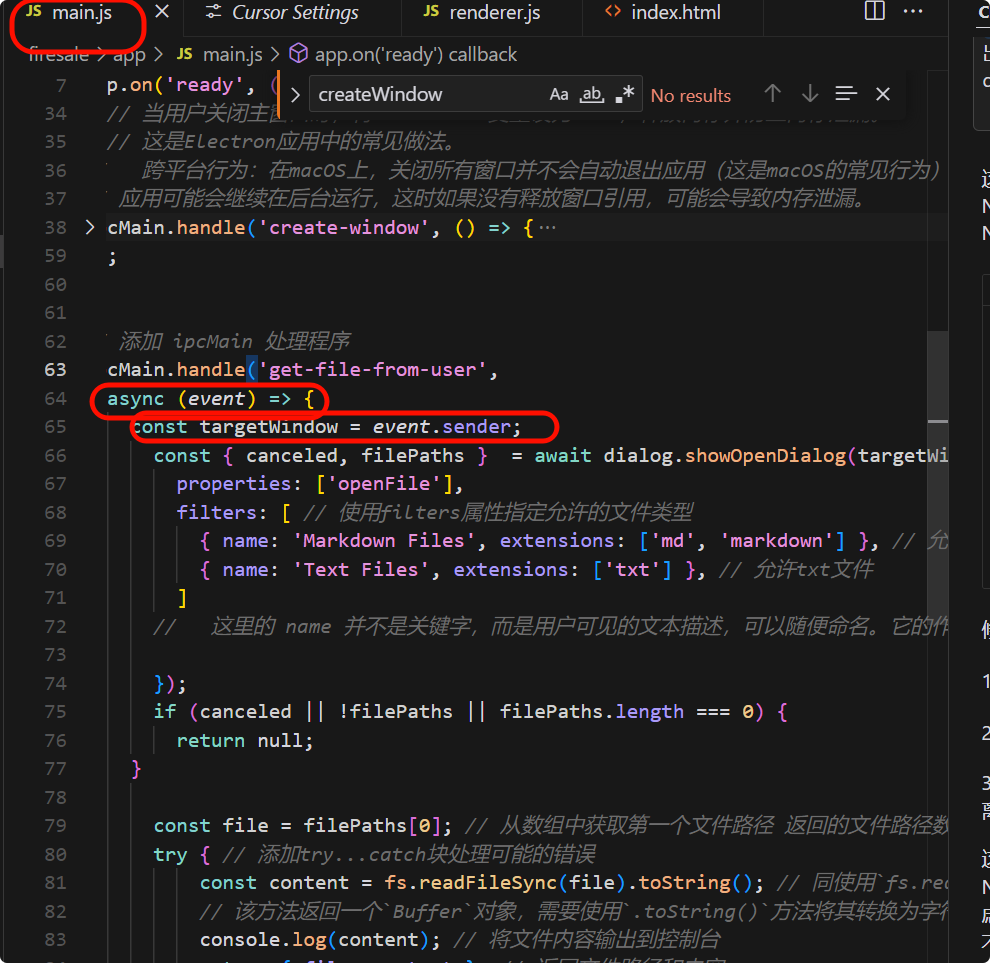 JS main.js × Cursor Settings JS renderer.js <> index.html ···
firesale > app > JS main.js > app.on('ready') callback
createWindow Aa ab .* No results
7 p.on('ready', (
34 // 当用户关闭主
35 // 这是Electron应用中的常见做法。
36 跨平台行为：在macOS上，关闭所有窗口并不会自动退出应用（这是macOS的常见行为）
37 应用可能会继续在后台运行，这时如果没有释放窗口引用，可能会导致内存泄漏。
38 cMain.handle('create-window', () => {···
59 ;
60
61
62 添加 ipcMain 处理程序
63 cMain.handle('get-file-from-user',
64 async (event) => {
65 const targetWindow = event.sender;
66 const { canceled, filePaths } = await dialog.showOpenDialog(targetWi
67 properties: ['openFile'],
68 filters: [ // 使用filters属性指定允许的文件类型
69 { name: 'Markdown Files', extensions: ['md', 'markdown'] }, // 允
70 { name: 'Text Files', extensions: ['txt'] }, // 允许txt文件
71 ]
72 // 这里的 name 并不是关键字，而是用户可见的文本描述，可以随便命名。它的作
73
74 });
75 if (canceled || !filePaths || filePaths.length === 0) {
76 return null;
77 }
78
79 const file = filePaths[0]; // 从数组中获取第一个文件路径 返回的文件路径数
80 try { // 添加try...catch块处理可能的错误
81 const content = fs.readFileSync(file).toString(); // 同使用`fs.rea
82 // 该方法返回一个`Buffer`对象，需要使用`.toString()`方法将其转换为字符
83 console.log(content); // 将文件内容输出到控制台